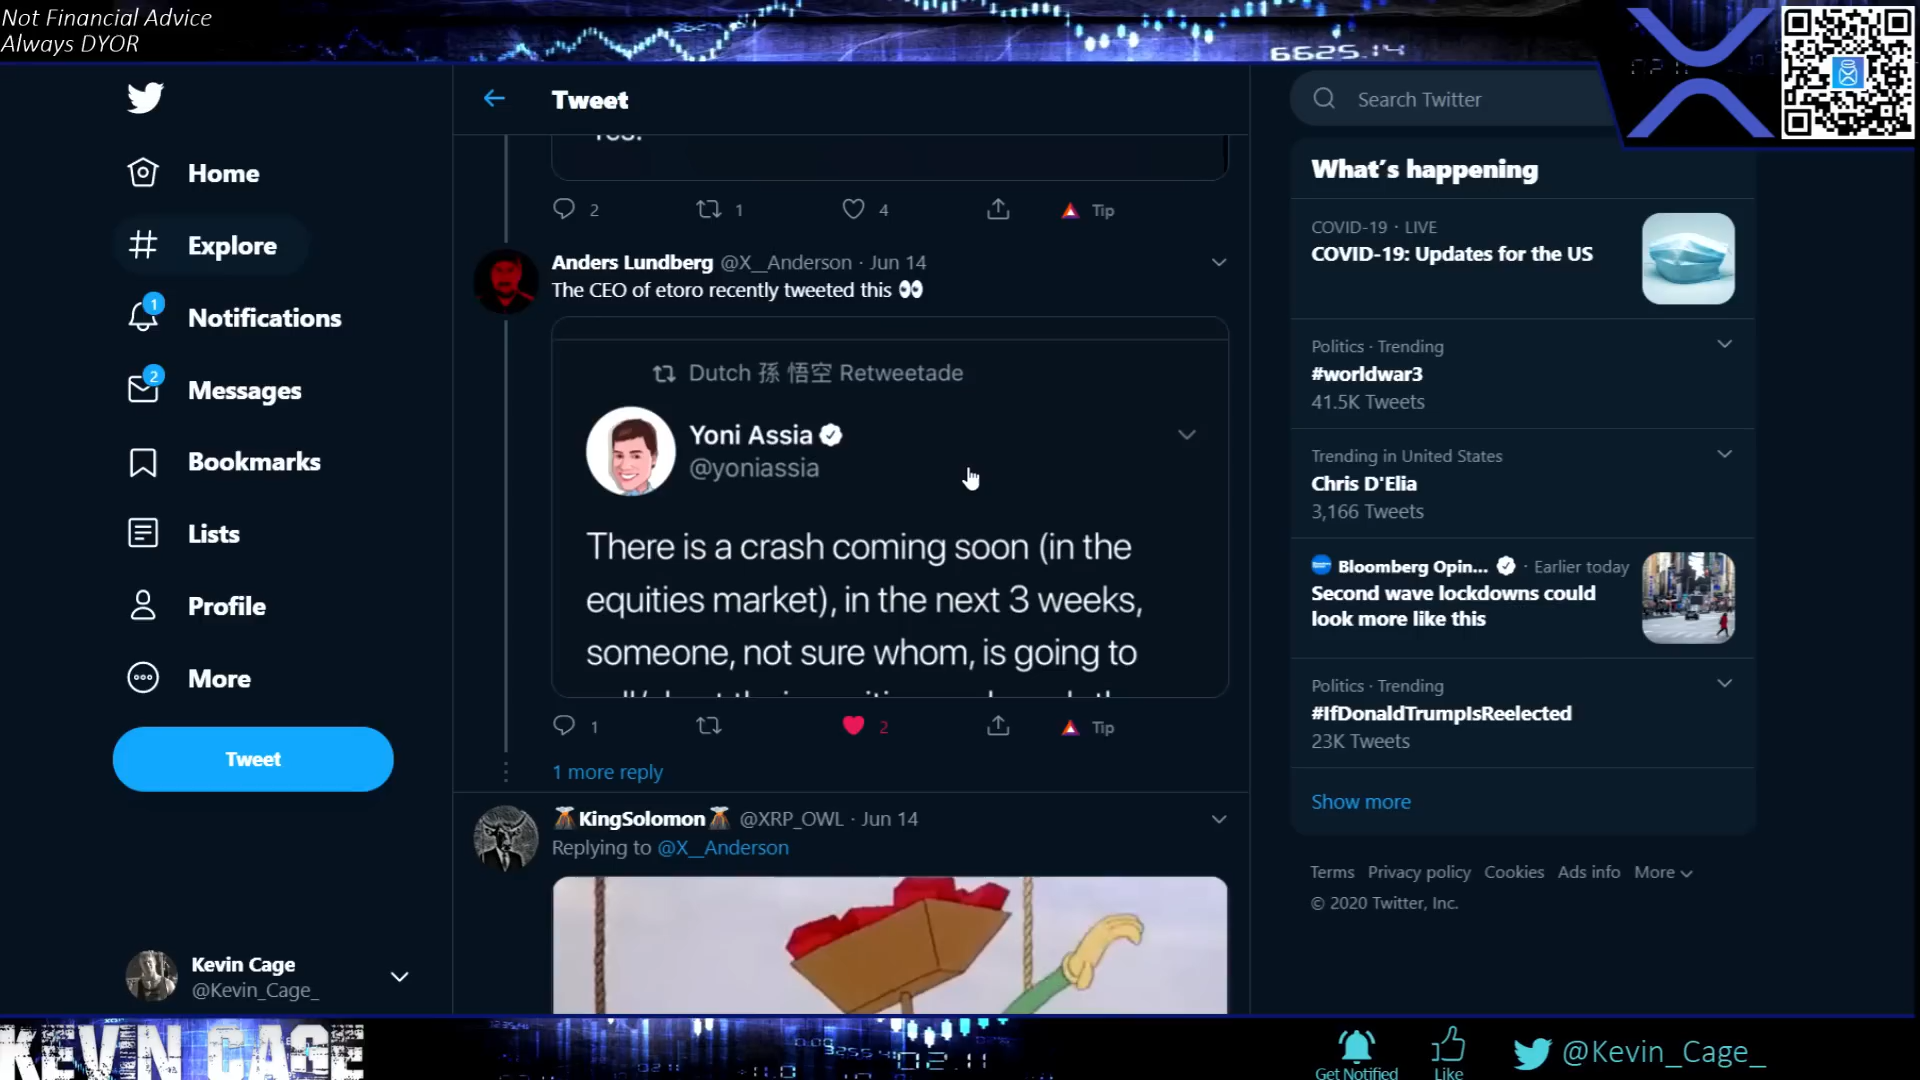 Not Financial Advice
Always DYOR
6625.14
Home
Explore
1
Notifications
2
Messages
Bookmarks
Lists
Profile
More
Tweet
Kevin Cage
@Kevin_Cage_
Tweet
Yes.
2
1
4
Tip
Anders Lundberg @X__Anderson · Jun 14
The CEO of etoro recently tweeted this 👀
Dutch 孫 悟空 Retweetade
Yoni Assia
@yoniassia
There is a crash coming soon (in the
equities market), in the next 3 weeks,
someone, not sure whom, is going to
1
2
Tip
1 more reply
🌋KingSolomon🌋 @XRP_OWL · Jun 14
Replying to @X__Anderson
Search Twitter
What's happening
COVID-19 · LIVE
COVID-19: Updates for the US
Politics · Trending
#worldwar3
41.5K Tweets
Trending in United States
Chris D'Elia
3,166 Tweets
Bloomberg Opin... · Earlier today
Second wave lockdowns could
look more like this
Politics · Trending
#IfDonaldTrumpIsReelected
23K Tweets
Show more
Terms Privacy policy Cookies Ads info More
© 2020 Twitter, Inc.
KEVIN CAGE
02.11
Get Notified
Like
@Kevin_Cage_